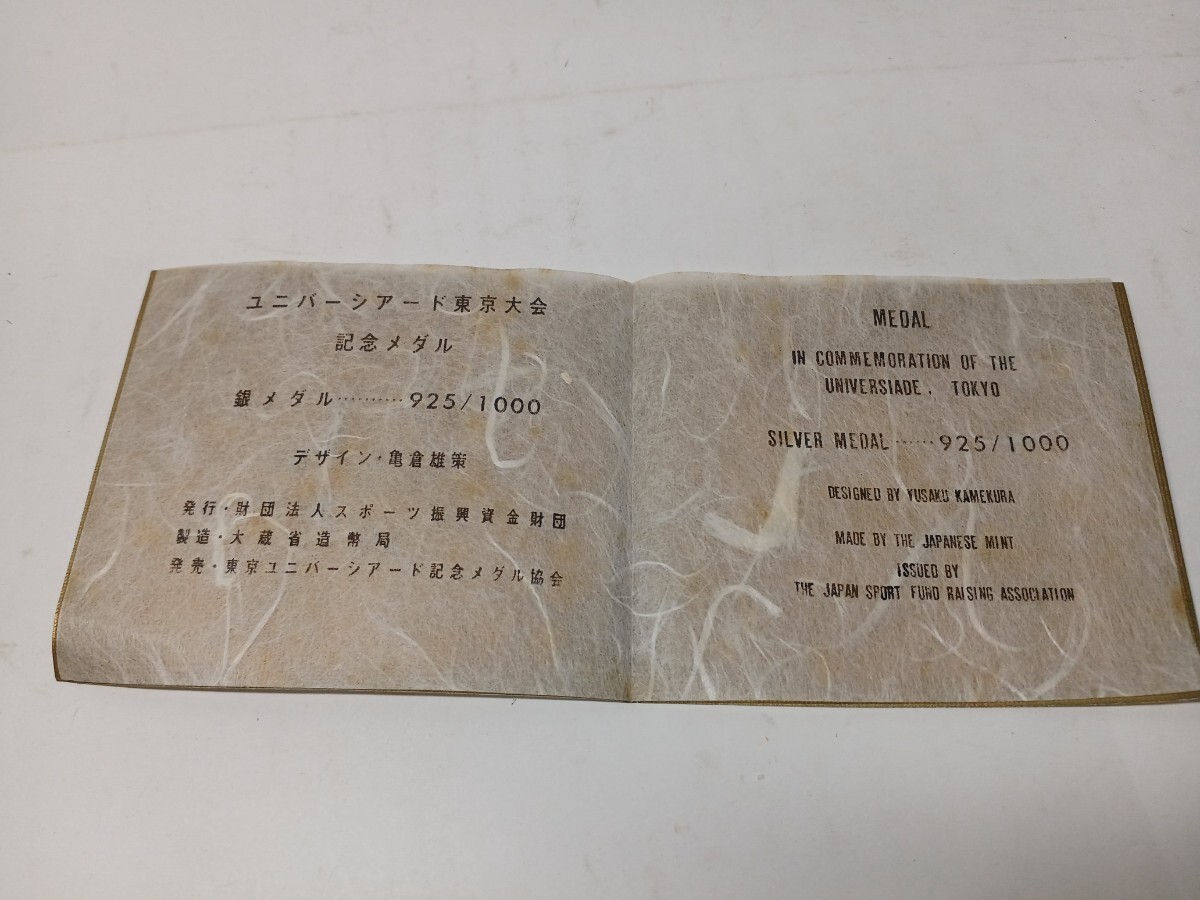 ユニバーシアード東京大会
記念メダル
銀メダル‥‥‥‥‥925/1000
デザイン・亀倉雄策
発行・財団法人スポーツ振興資金財団
製造・大蔵省造幣局
発売・東京ユニバーシアード記念メダル協会
MEDAL
IN COMMEMORATION OF THE
UNIVERSIADE, TOKYO
SILVER MEDAL‥‥‥925/1000
DESIGNED BY YUSAKU KAMEKURA
MADE BY THE JAPANESE MINT
ISSUED BY
THE JAPAN SPORT FUND RAISING ASSOCIATION